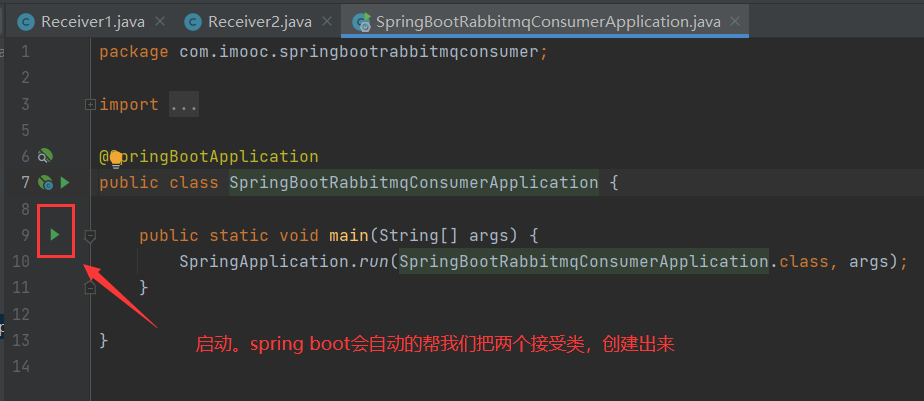 Receiver1.java Receiver2.java SpringBootRabbitmqConsumerApplication.java
1 package com.imooc.springbootrabbitmqconsumer;
2
3 import ...
5
6 @SpringBootApplication
7 public class SpringBootRabbitmqConsumerApplication {
8
9 public static void main(String[] args) {
10 SpringApplication.run(SpringBootRabbitmqConsumerApplication.class, args);
11 }
12
启动。spring boot会自动的帮我们把两个接受类，创建出来
13 }
14